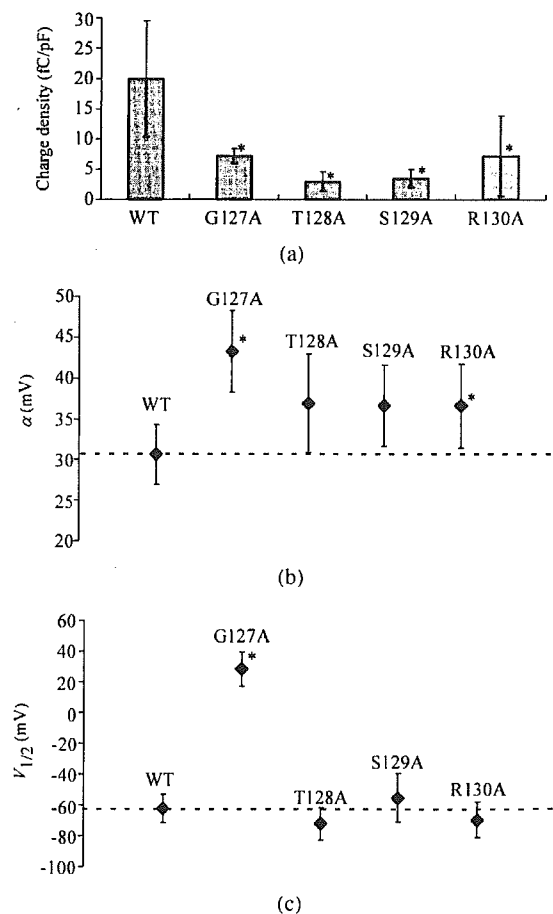 Charge density (fC/pF)
25
20
15
10
5
0
* * * *
WT G127A T128A S129A R130A
(a)
α (mV)
50
45
40
35
30
25
20
WT
G127A
*
T128A
S129A
R130A
*
(b)
V1/2 (mV)
60
40
20
0
-20
-40
-60
-80
-100
WT
G127A
*
T128A
S129A
R130A
(c)